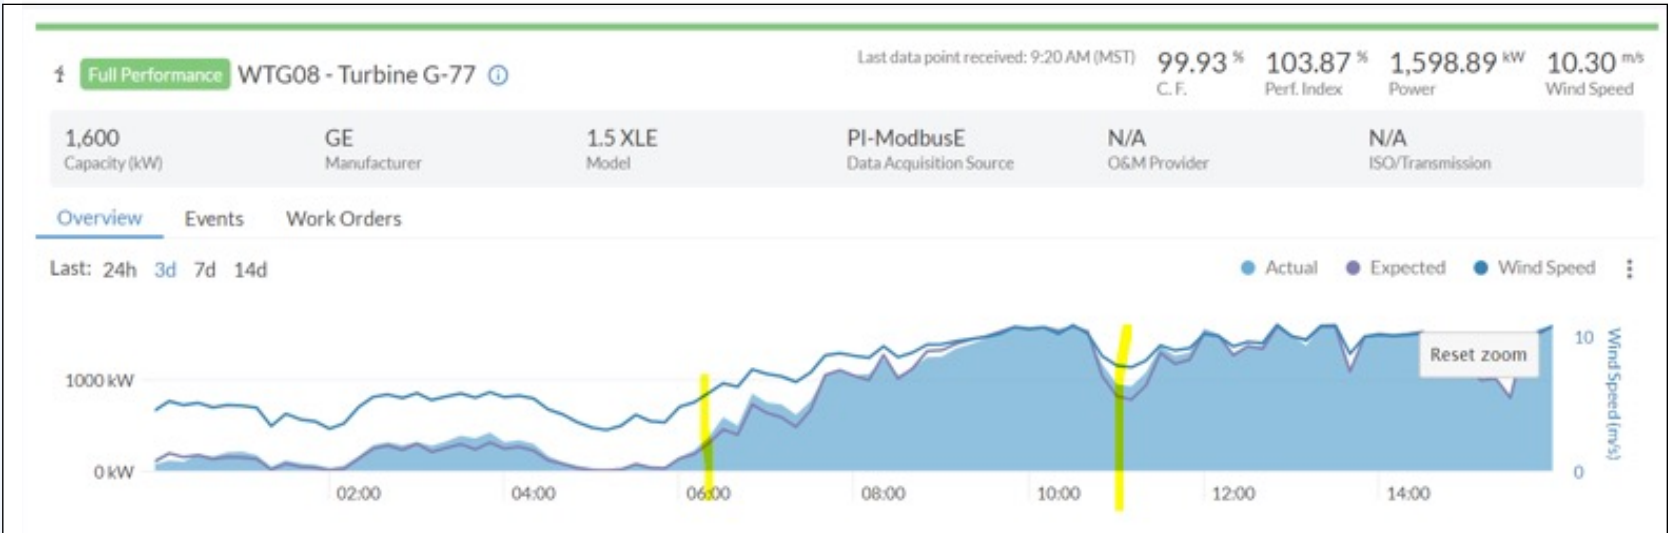 Full Performance WTG08 - Turbine G-77
Last data point received: 9:20 AM (MST)
99.93 % 103.87 % 1,598.89 kW 10.30 m/s
C. F. Perf. Index Power Wind Speed
1,600 GE 1.5 XLE PI-ModbusE N/A N/A
Capacity (kW) Manufacturer Model Data Acquisition Source O&M Provider ISO/Transmission
Overview Events Work Orders
Last: 24h 3d 7d 14d
Actual Expected Wind Speed
1000 kW
0 kW
10
0
Wind Speed (m/s)
Reset zoom
02:00 04:00 06:00 08:00 10:00 12:00 14:00